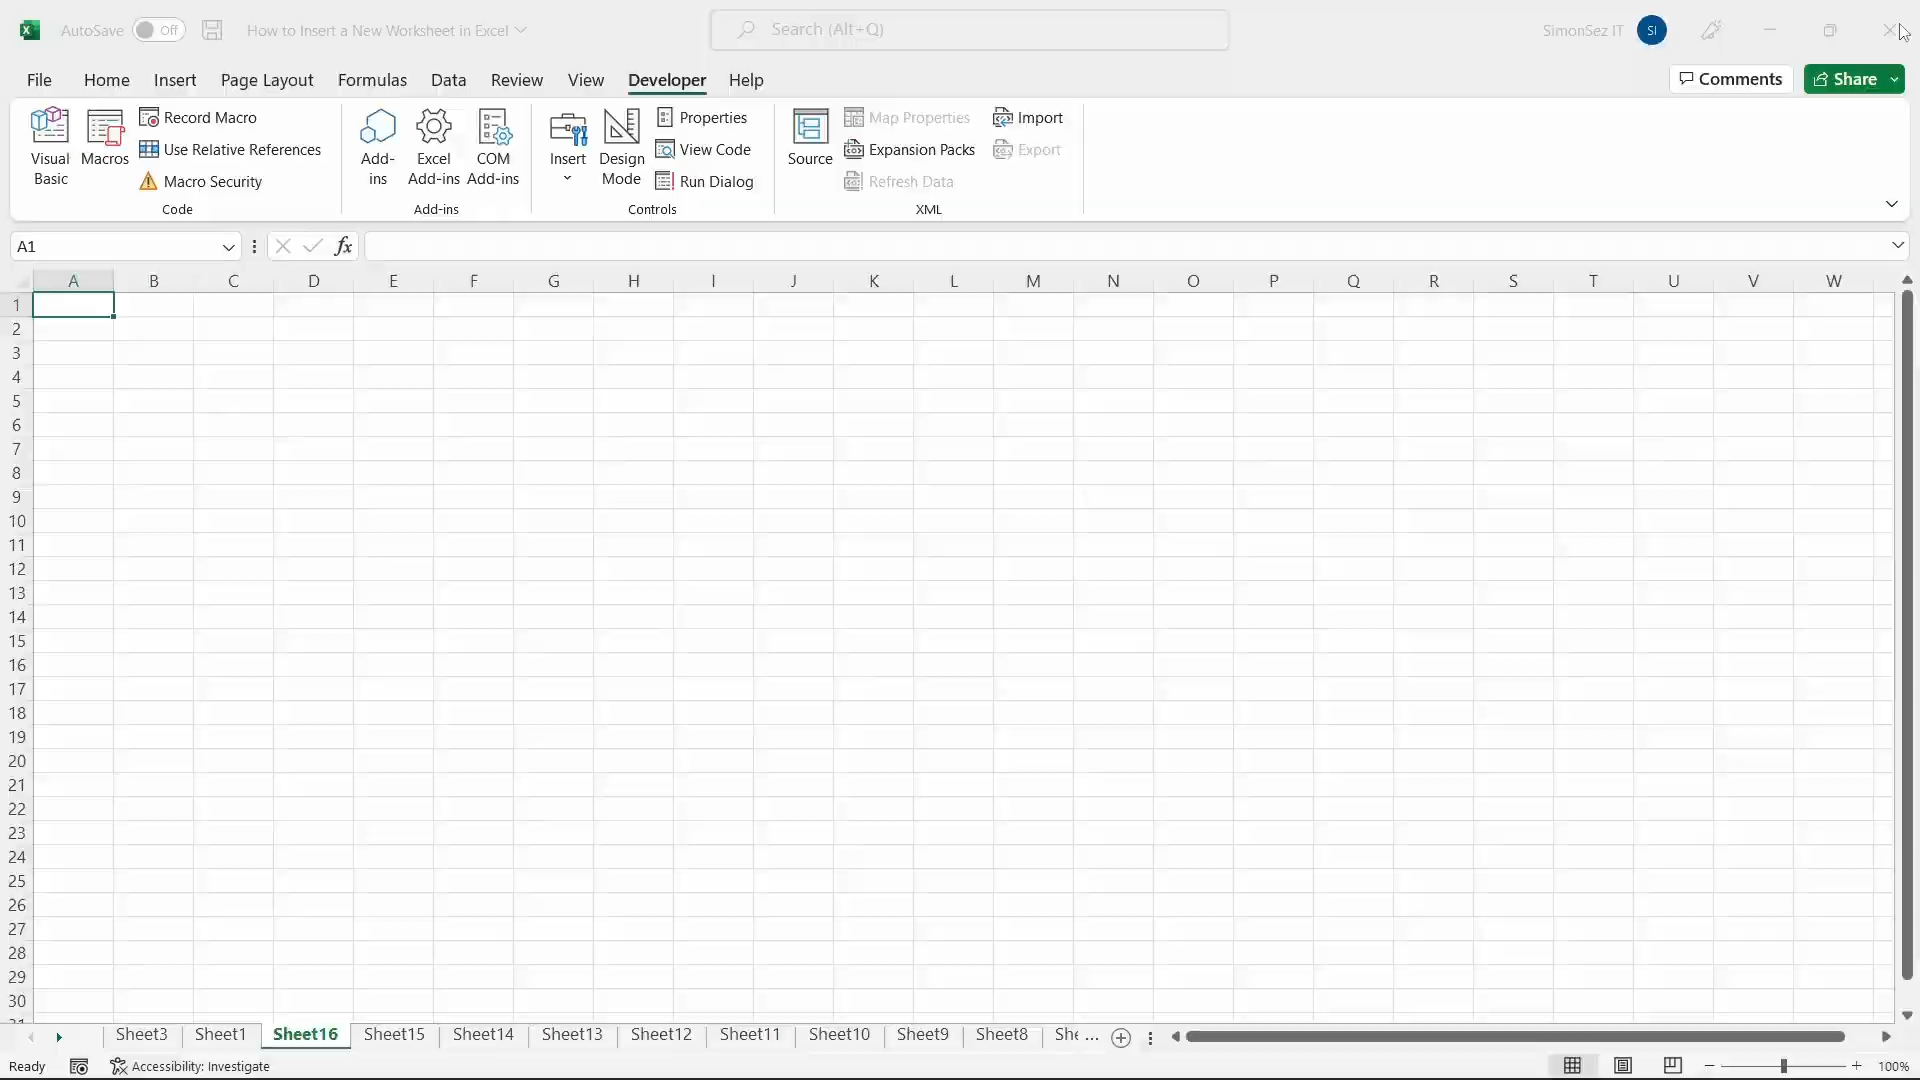 AutoSave Off How to Insert a New Worksheet in Excel Search (Alt+Q) SimonSez IT SI
File Home Insert Page Layout Formulas Data Review View Developer Help Comments Share
Visual Basic
Macros
Record Macro
Use Relative References
Macro Security
Code
Add-ins
Excel Add-ins
COM Add-ins
Add-ins
Insert
Design Mode
Properties
View Code
Run Dialog
Controls
Source
Map Properties
Expansion Packs
Refresh Data
Import
Export
XML
A1 fx
A B C D E F G H I J K L M N O P Q R S T U V W
1
2
3
4
5
6
7
8
9
10
11
12
13
14
15
16
17
18
19
20
21
22
23
24
25
26
27
28
29
30
Sheet3 Sheet1 Sheet16 Sheet15 Sheet14 Sheet13 Sheet12 Sheet11 Sheet10 Sheet9 Sheet8 She ...
Ready Accessibility: Investigate 100%